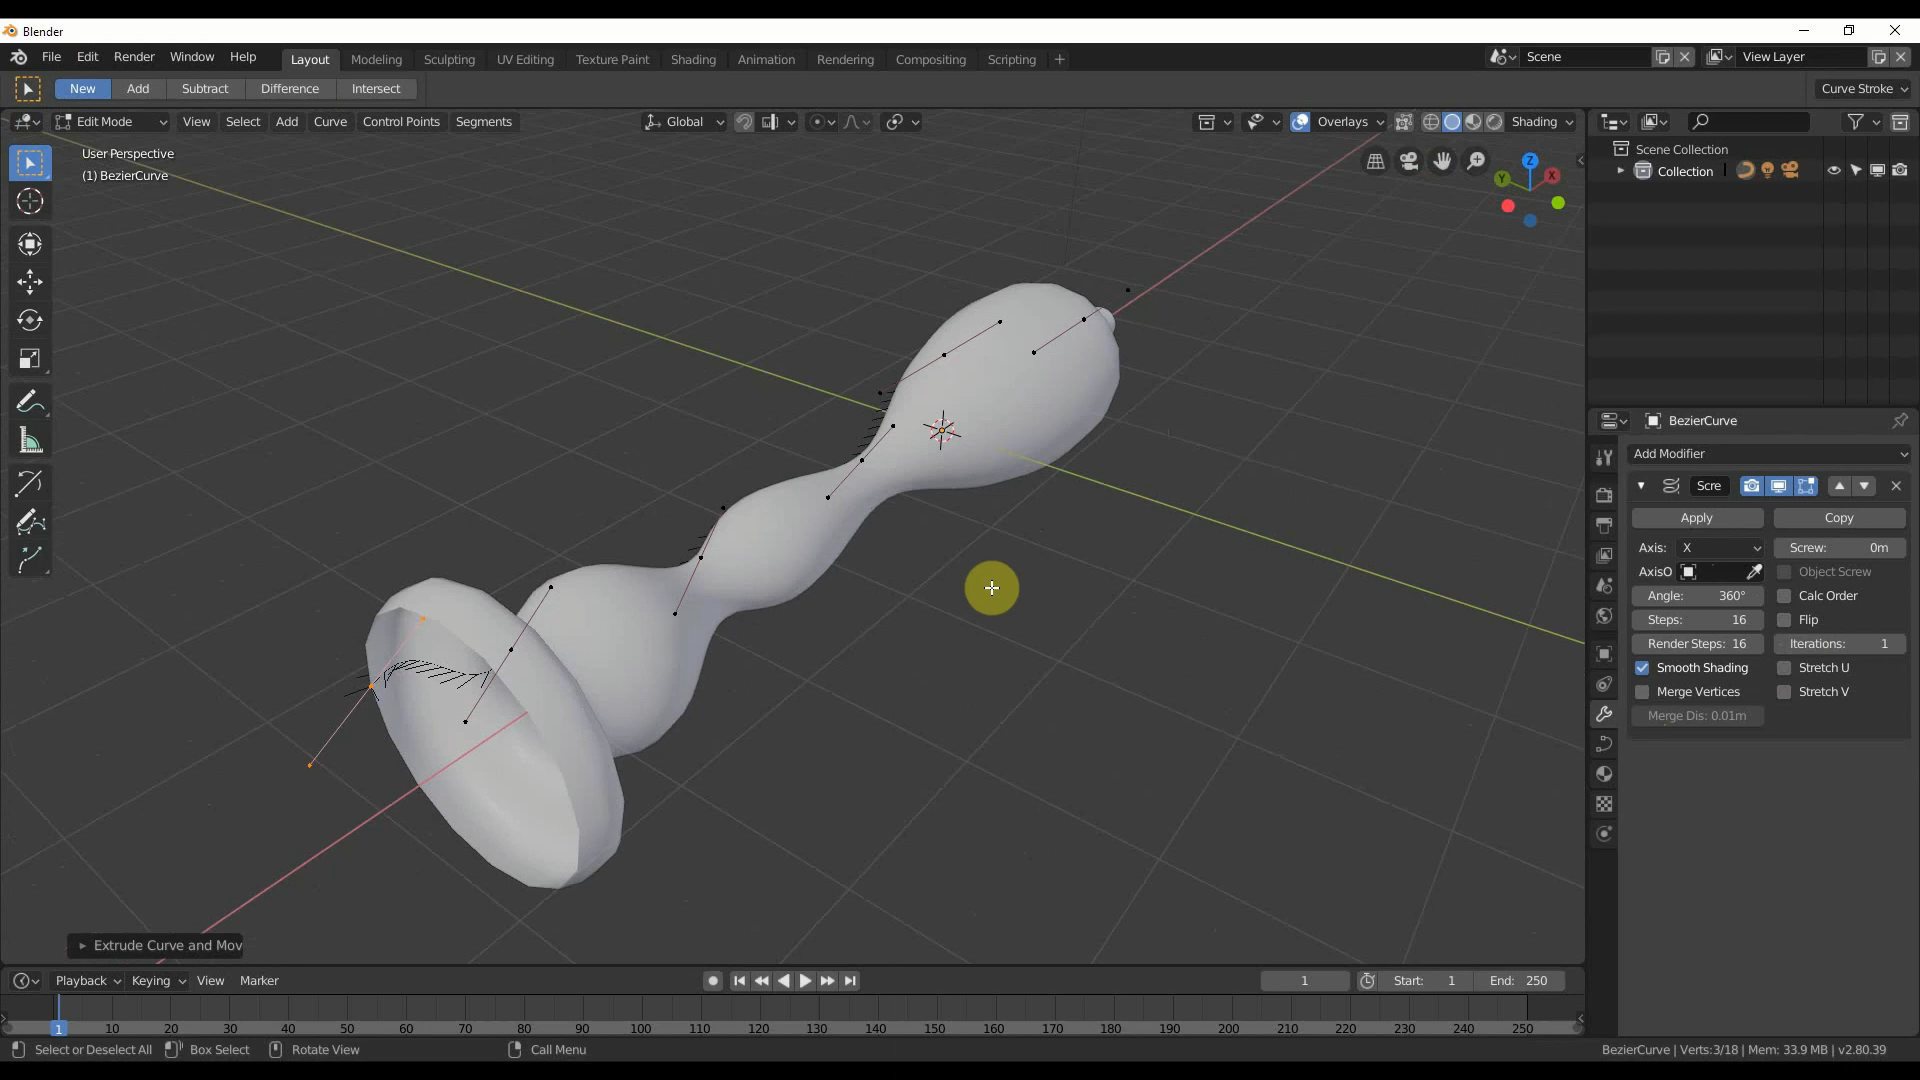 Blender
File Edit Render Window Help Layout Modeling Sculpting UV Editing Texture Paint Shading Animation Rendering Compositing Scripting + Scene View Layer
New Add Subtract Difference Intersect Curve Stroke
Edit Mode View Select Add Curve Control Points Segments Global Overlays Shading
User Perspective
(1) BezierCurve
Z
Y X
Scene Collection
Collection
BezierCurve
Add Modifier
Scre
Apply Copy
Axis: X Screw: 0m
AxisO Object Screw
Angle: 360° Calc Order
Steps: 16 Flip
Render Steps: 16 Iterations: 1
Smooth Shading Stretch U
Merge Vertices Stretch V
Merge Dis: 0.01m
Extrude Curve and Mov
Playback Keying View Marker 1 Start: 1 End: 250
1 10 20 30 40 50 60 70 80 90 100 110 120 130 140 150 160 170 180 190 200 210 220 230 240 250
Select or Deselect All Box Select Rotate View Call Menu BezierCurve | Verts:3/18 | Mem: 33.9 MB | v2.80.39